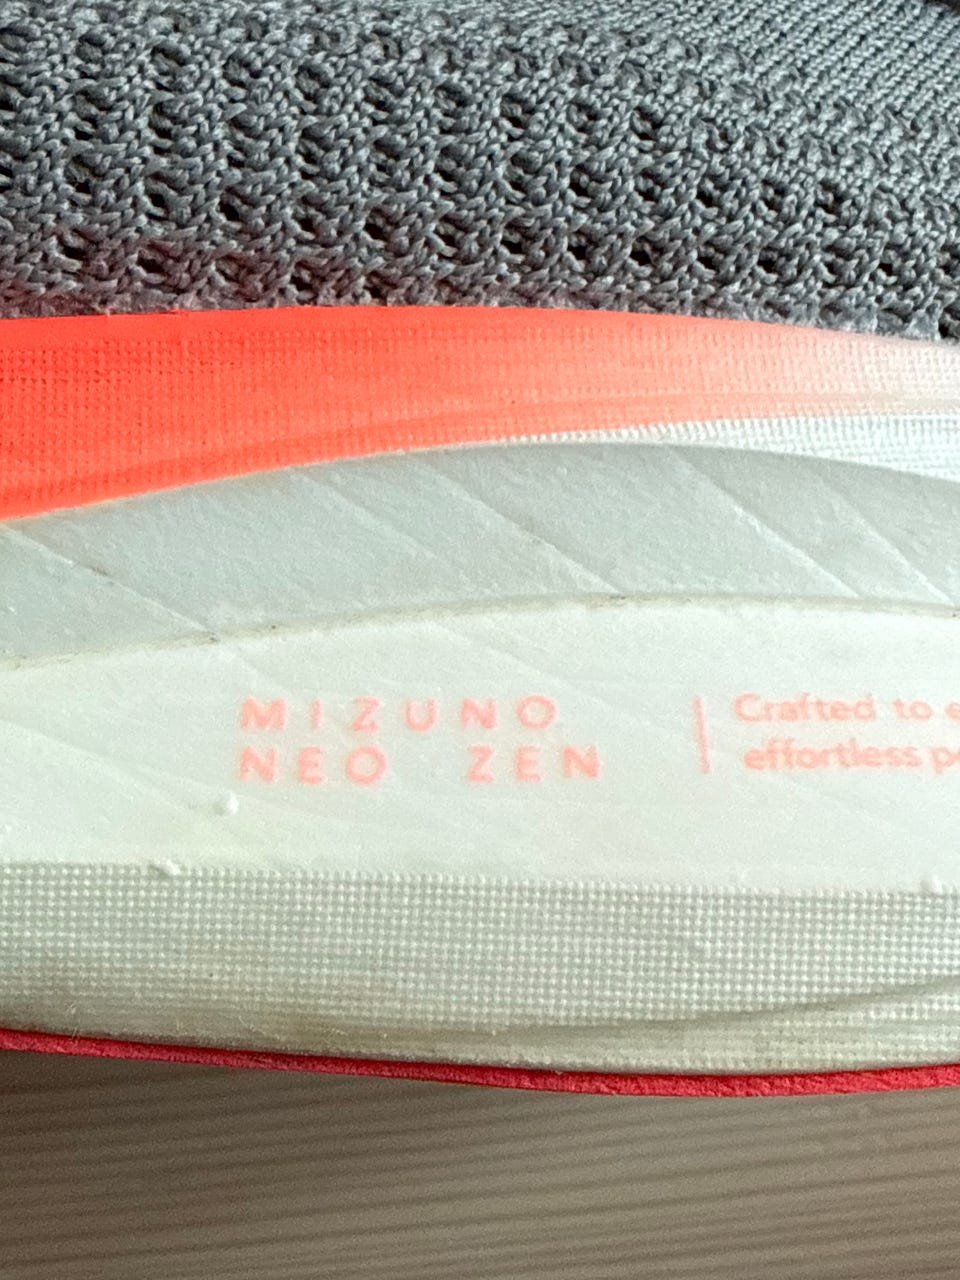 MIZUNO
NEO ZEN
Crafted to
effortless